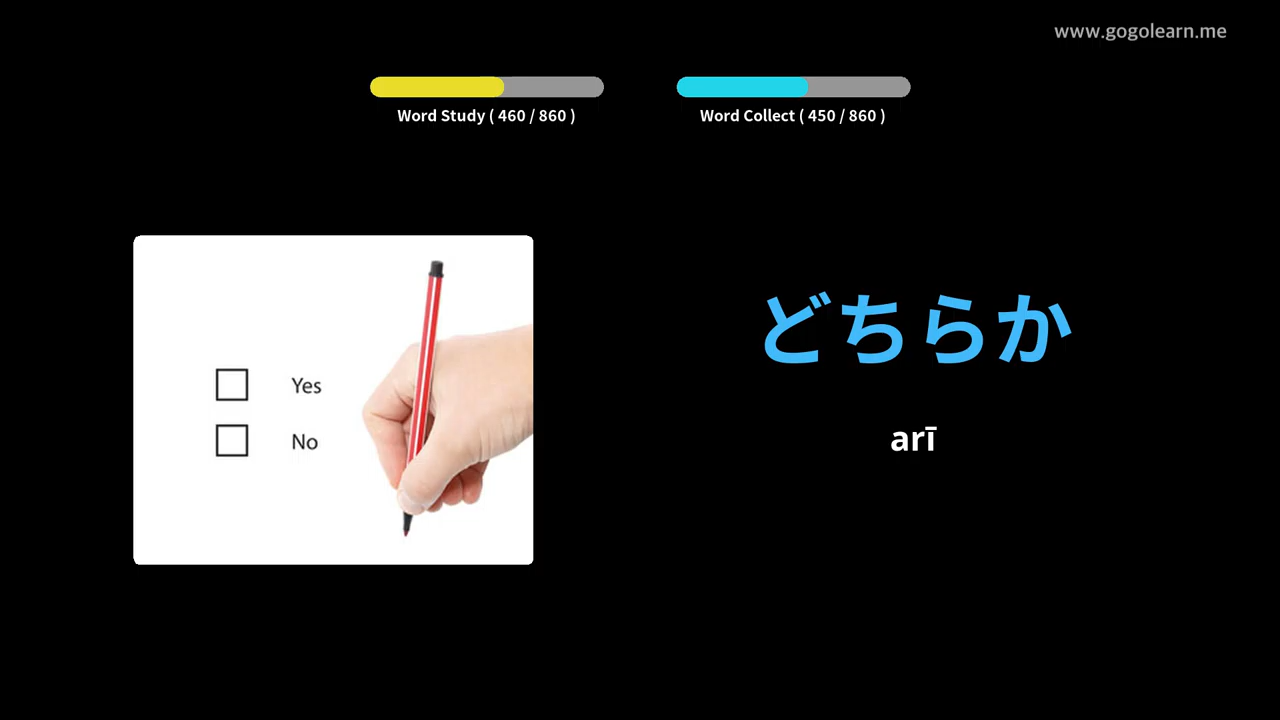 www.gogolearn.me
Word Study ( 460 / 860 )
Word Collect ( 450 / 860 )
Yes
No
どちらか
arī